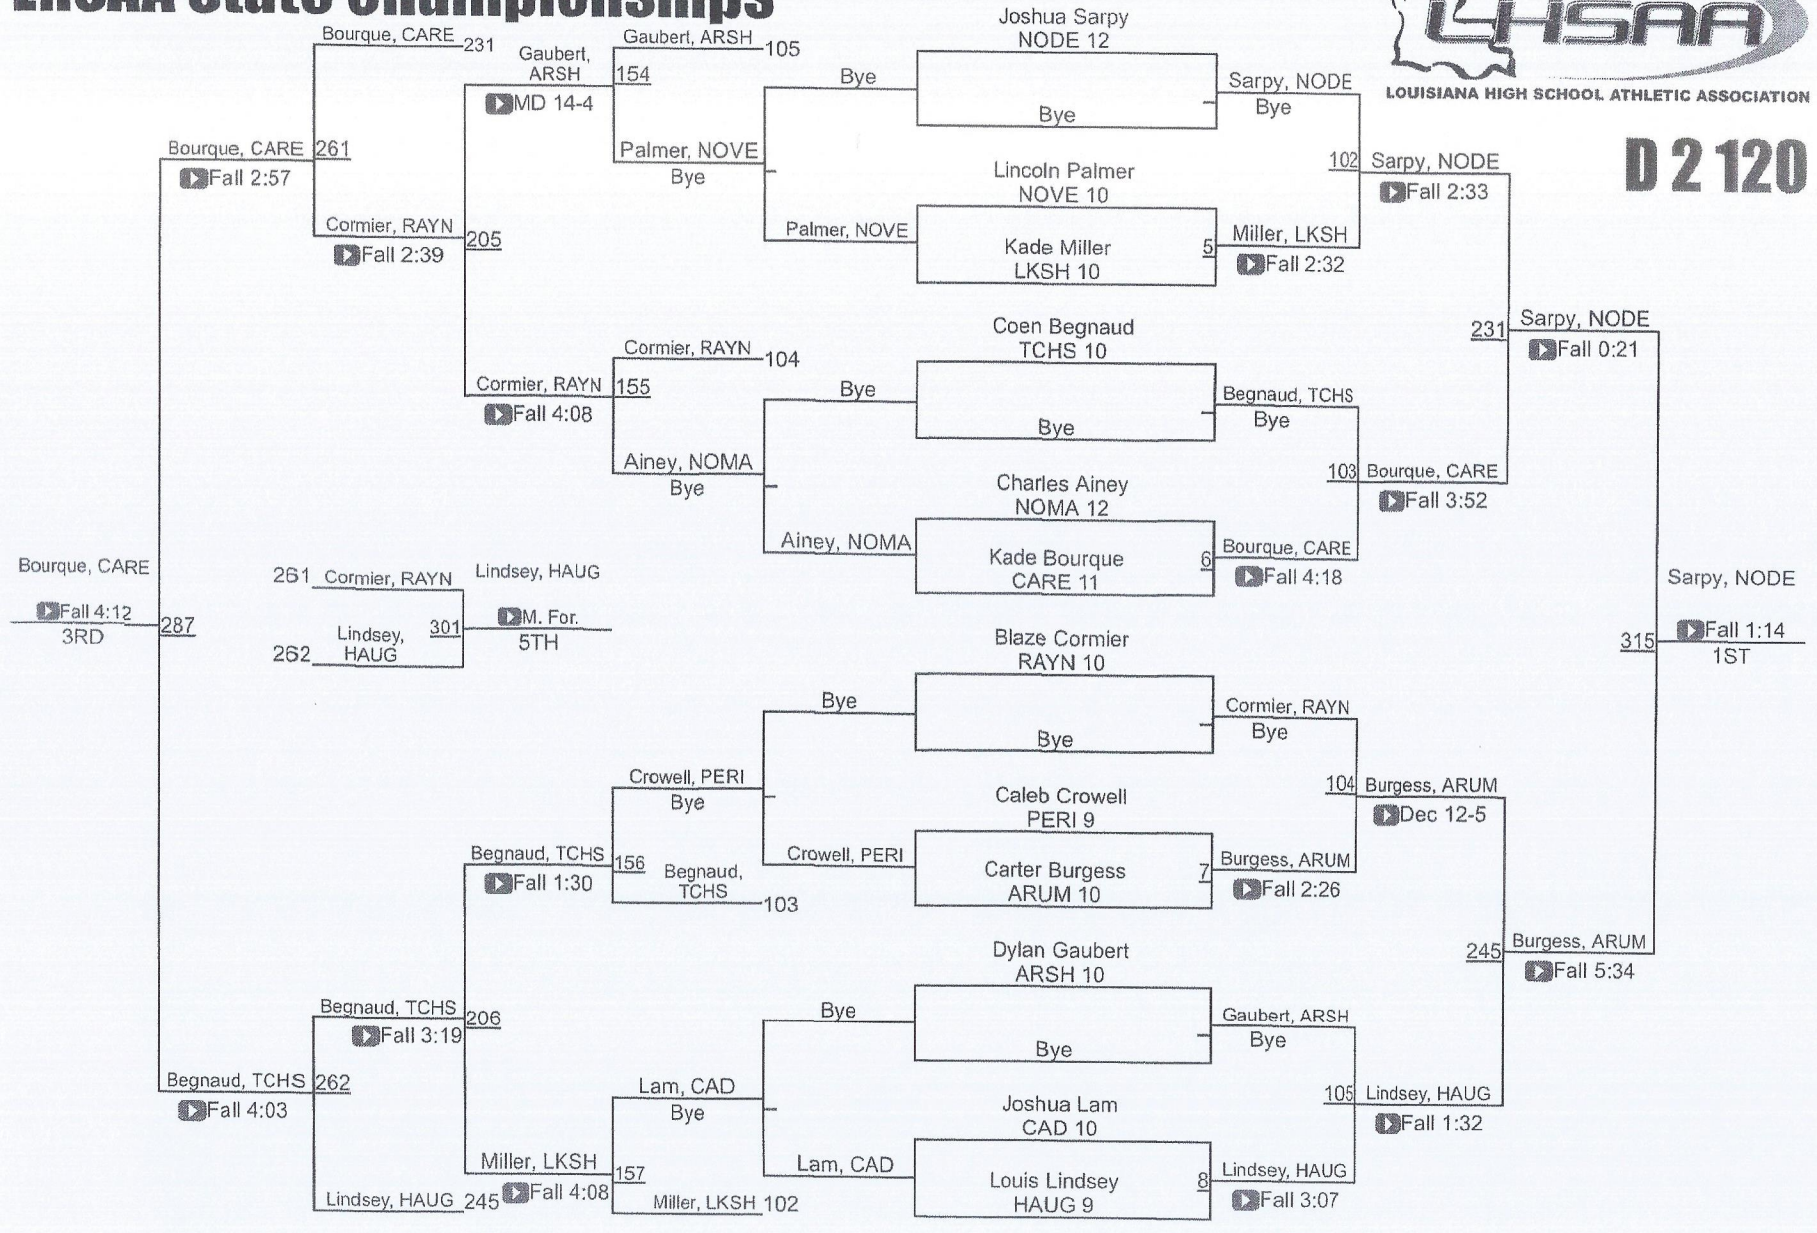 LHSAA State Championships
LHSAA
LOUISIANA HIGH SCHOOL ATHLETIC ASSOCIATION
D 2 120
Joshua Sarpy
NODE 12
Bye
Lincoln Palmer
NOVE 10
Kade Miller
LKSH 10
5
Coen Begnaud
TCHS 10
Bye
Charles Ainey
NOMA 12
Kade Bourque
CARE 11
6
Blaze Cormier
RAYN 10
Bye
Caleb Crowell
PERI 9
Carter Burgess
ARUM 10
7
Dylan Gaubert
ARSH 10
Bye
Joshua Lam
CAD 10
Louis Lindsey
HAUG 9
8
Sarpy, NODE
Bye
102
Miller, LKSH
Fall 2:32
Begnaud, TCHS
Bye
103
Bourque, CARE
Fall 4:18
Cormier, RAYN
Bye
104
Burgess, ARUM
Fall 2:26
Gaubert, ARSH
Bye
105
Lindsey, HAUG
Fall 3:07
Sarpy, NODE
Fall 2:33
231
Bourque, CARE
Fall 3:52
Burgess, ARUM
Dec 12-5
245
Lindsey, HAUG
Fall 1:32
Sarpy, NODE
Fall 0:21
315
Burgess, ARUM
Fall 5:34
Sarpy, NODE
Fall 1:14
1ST
Bye
Palmer, NOVE
Bye
Ainey, NOMA
Bye
Crowell, PERI
Bye
Lam, CAD
Gaubert, ARSH 105
154
Palmer, NOVE
Bye
Cormier, RAYN 104
155
Ainey, NOMA
Bye
Crowell, PERI
Bye
156
Begnaud,
TCHS
103
Lam, CAD
Bye
157
Miller, LKSH 102
Gaubert,
ARSH
MD 14-4
205
Cormier, RAYN
Fall 4:08
Begnaud, TCHS
Fall 1:30
206
Miller, LKSH
Fall 4:08
Bourque, CARE 231
261
Cormier, RAYN
Fall 2:39
Begnaud, TCHS
Fall 3:19
262
Lindsey, HAUG 245
Bourque, CARE
Fall 2:57
287
Begnaud, TCHS
Fall 4:03
Bourque, CARE
Fall 4:12
3RD
261 Cormier, RAYN
301
262
Lindsey,
HAUG
Lindsey, HAUG
M. For.
5TH